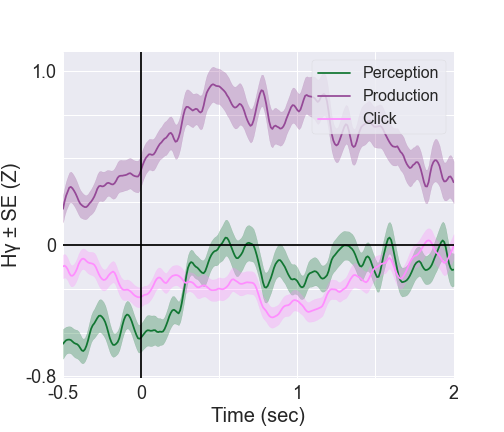 Perception
Production
Click
1.0
0
-0.8
-0.5 0 1 2
Time (sec)
Hγ ± SE (Z)